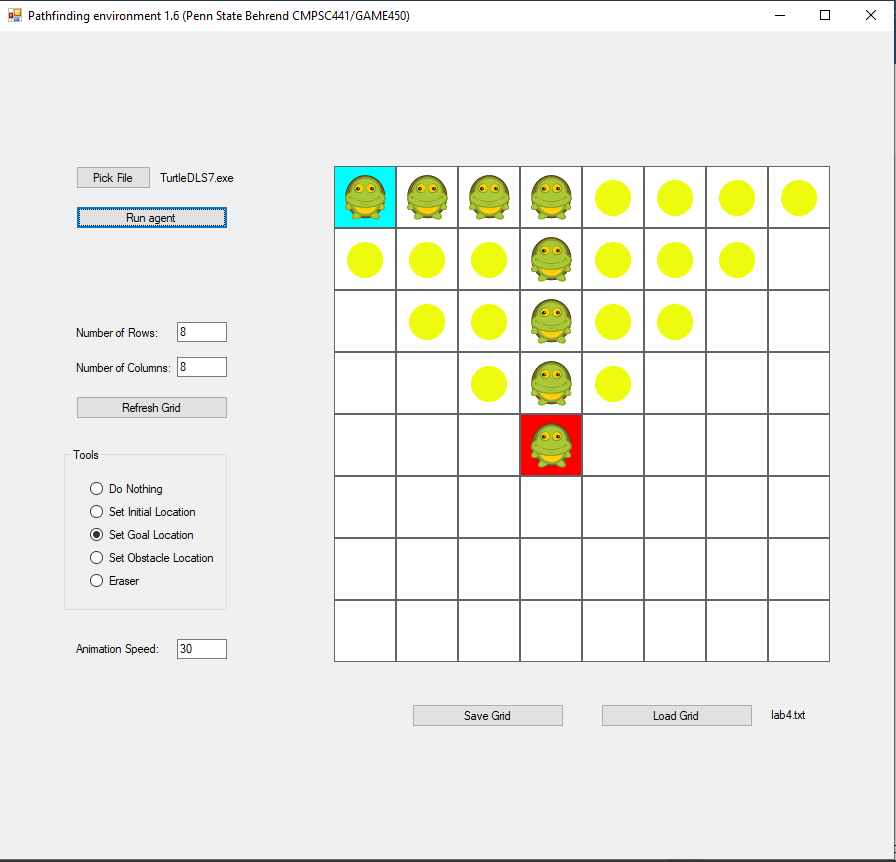 Pathfinding environment 1.6 (Penn State Behrend CMPSC441/GAME450)
Pick File TurtleDLS7.exe
Run agent
Number of Rows: 8
Number of Columns: 8
Refresh Grid
Tools
Do Nothing
Set Initial Location
Set Goal Location
Set Obstacle Location
Eraser
Animation Speed: 30
Save Grid Load Grid lab4.txt